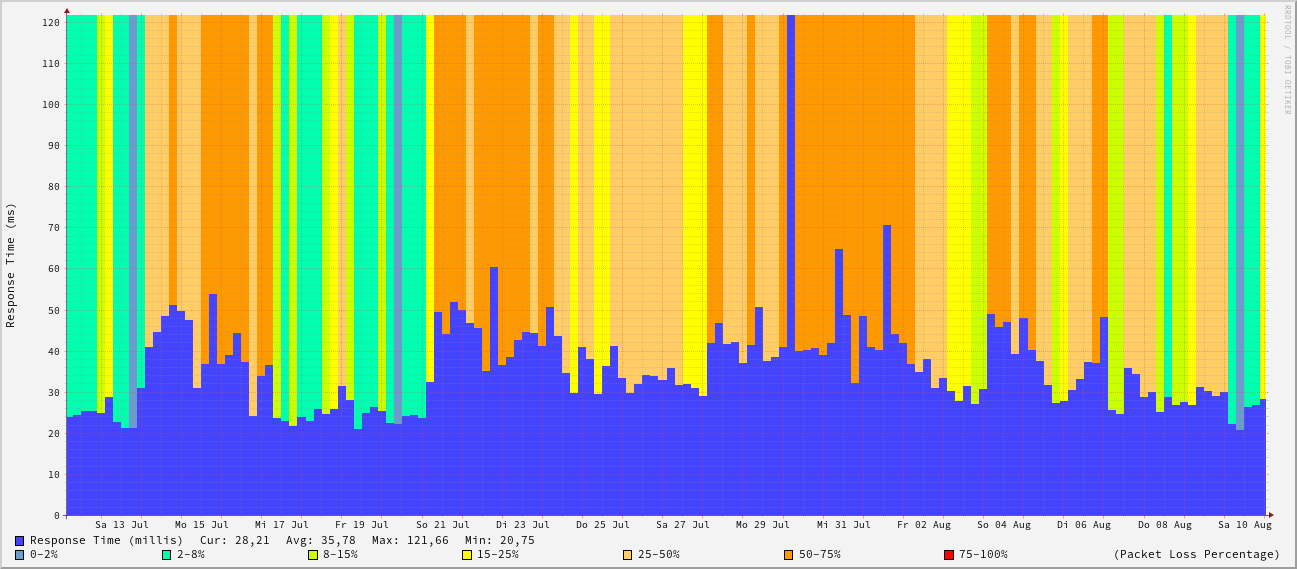 RRDTOOL / TOBI OETIKER
Response Time (ms)
120
110
100
90
80
70
60
50
40
30
20
10
0
Sa 13 Jul Mo 15 Jul Mi 17 Jul Fr 19 Jul So 21 Jul Di 23 Jul Do 25 Jul Sa 27 Jul Mo 29 Jul Mi 31 Jul Fr 02 Aug So 04 Aug Di 06 Aug Do 08 Aug Sa 10 Aug
Response Time (millis) Cur: 28,21 Avg: 35,78 Max: 121,66 Min: 20,75
0-2% 2-8% 8-15% 15-25% 25-50% 50-75% 75-100% (Packet Loss Percentage)